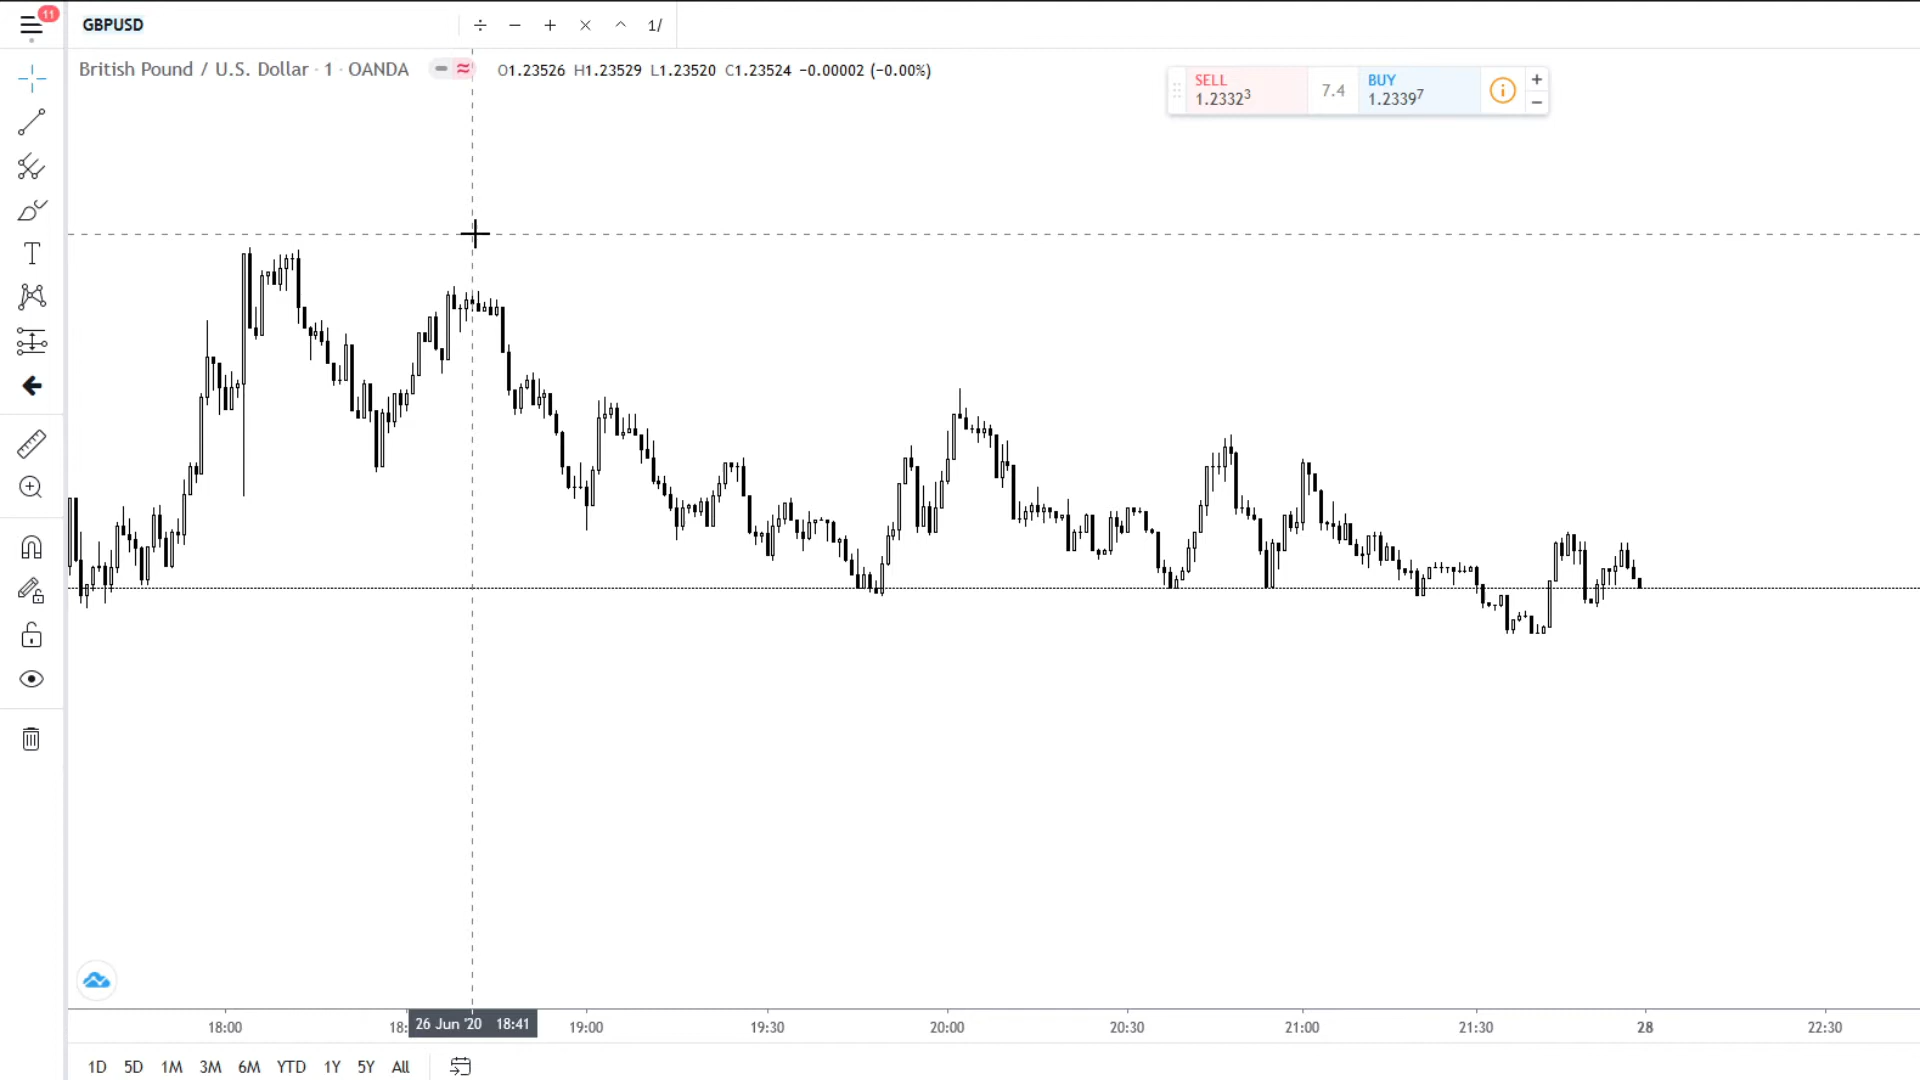 11
GBPUSD
÷ − + × ^ 1/
British Pound / U.S. Dollar · 1 · OANDA
O1.23526 H1.23529 L1.23520 C1.23524 −0.00002 (−0.00%)
SELL
1.23323
7.4
BUY
1.23397
18:00
18:
26 Jun '20 18:41
19:00
19:30
20:00
20:30
21:00
21:30
28
22:30
1D 5D 1M 3M 6M YTD 1Y 5Y All